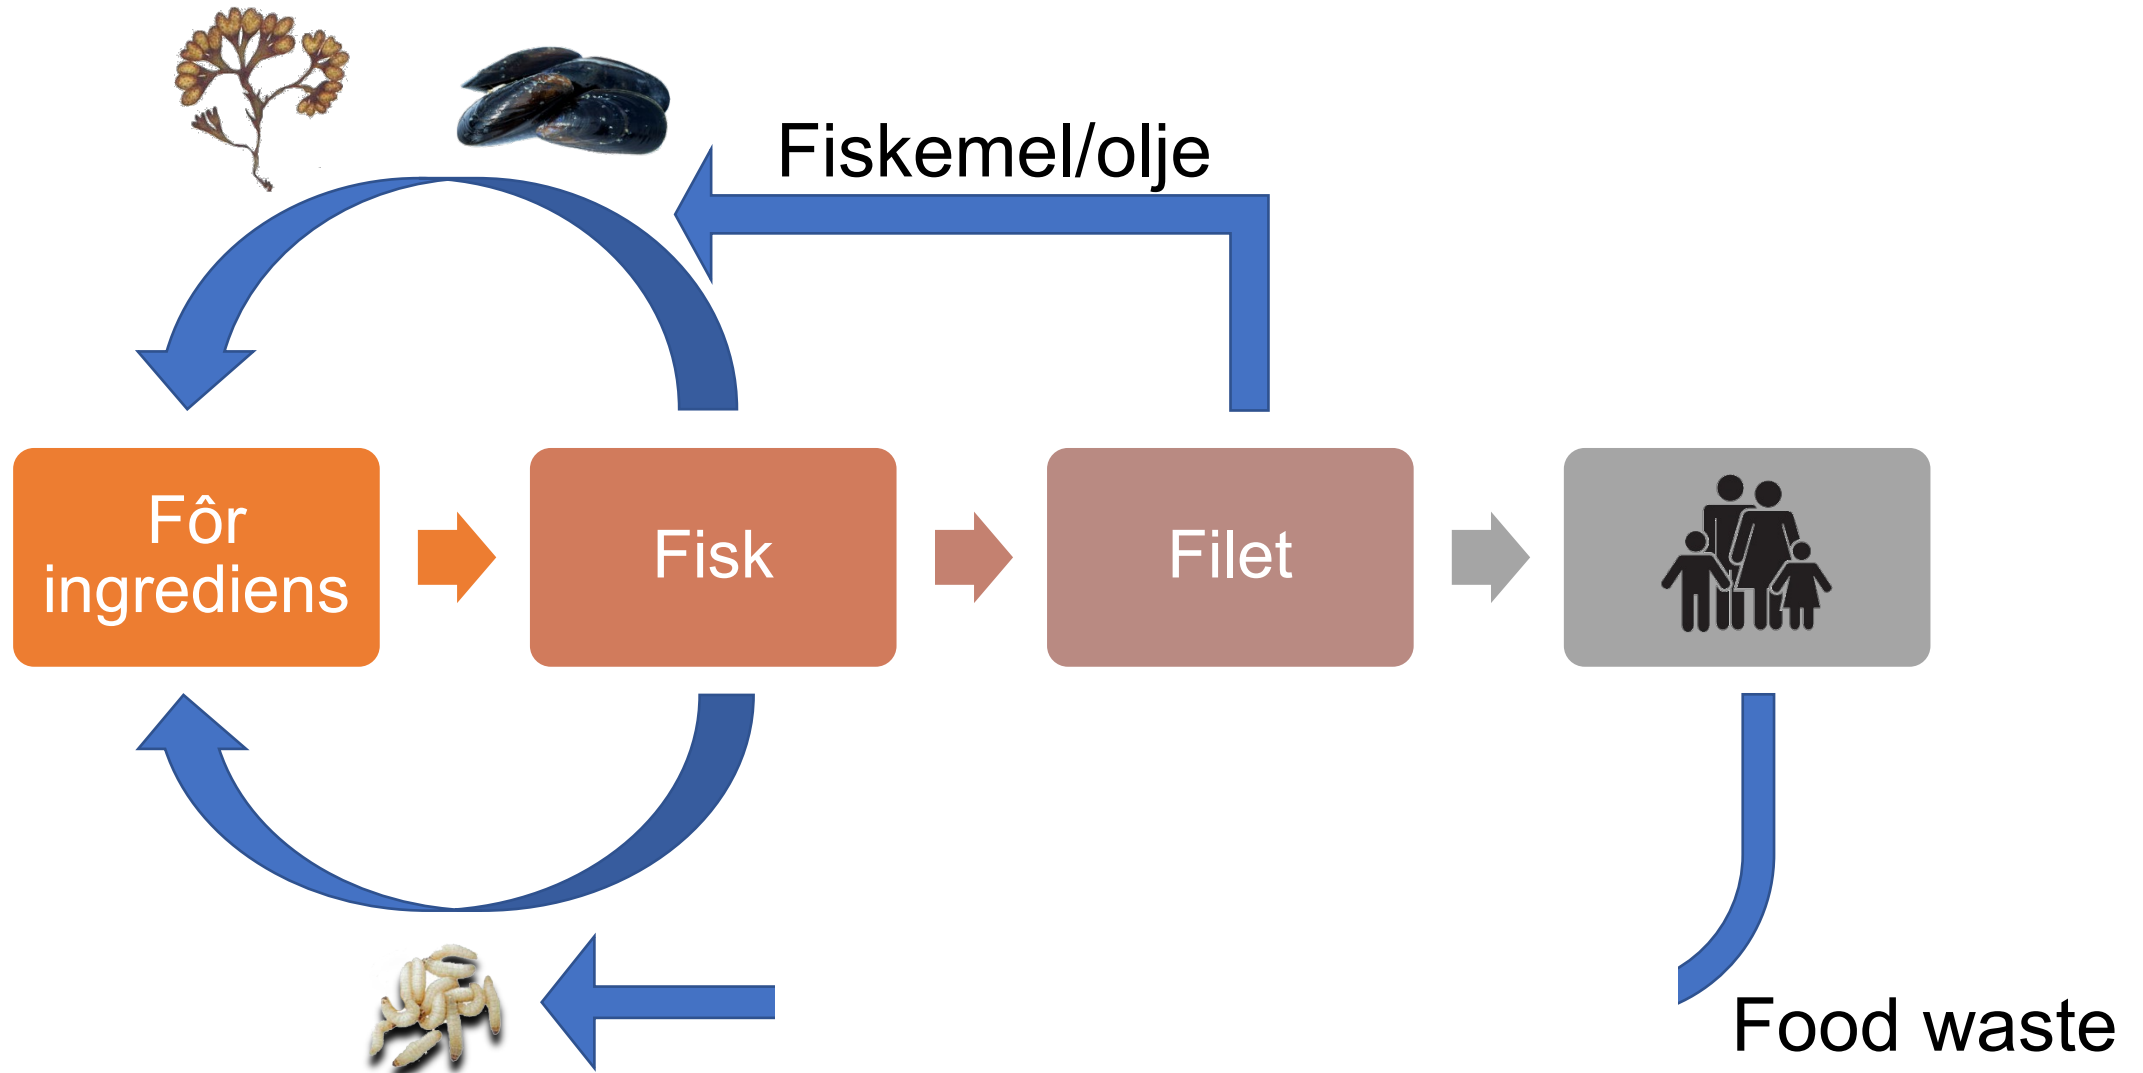 Fiskemel/olje
Fôr
ingrediens
Fisk
Filet
Food waste